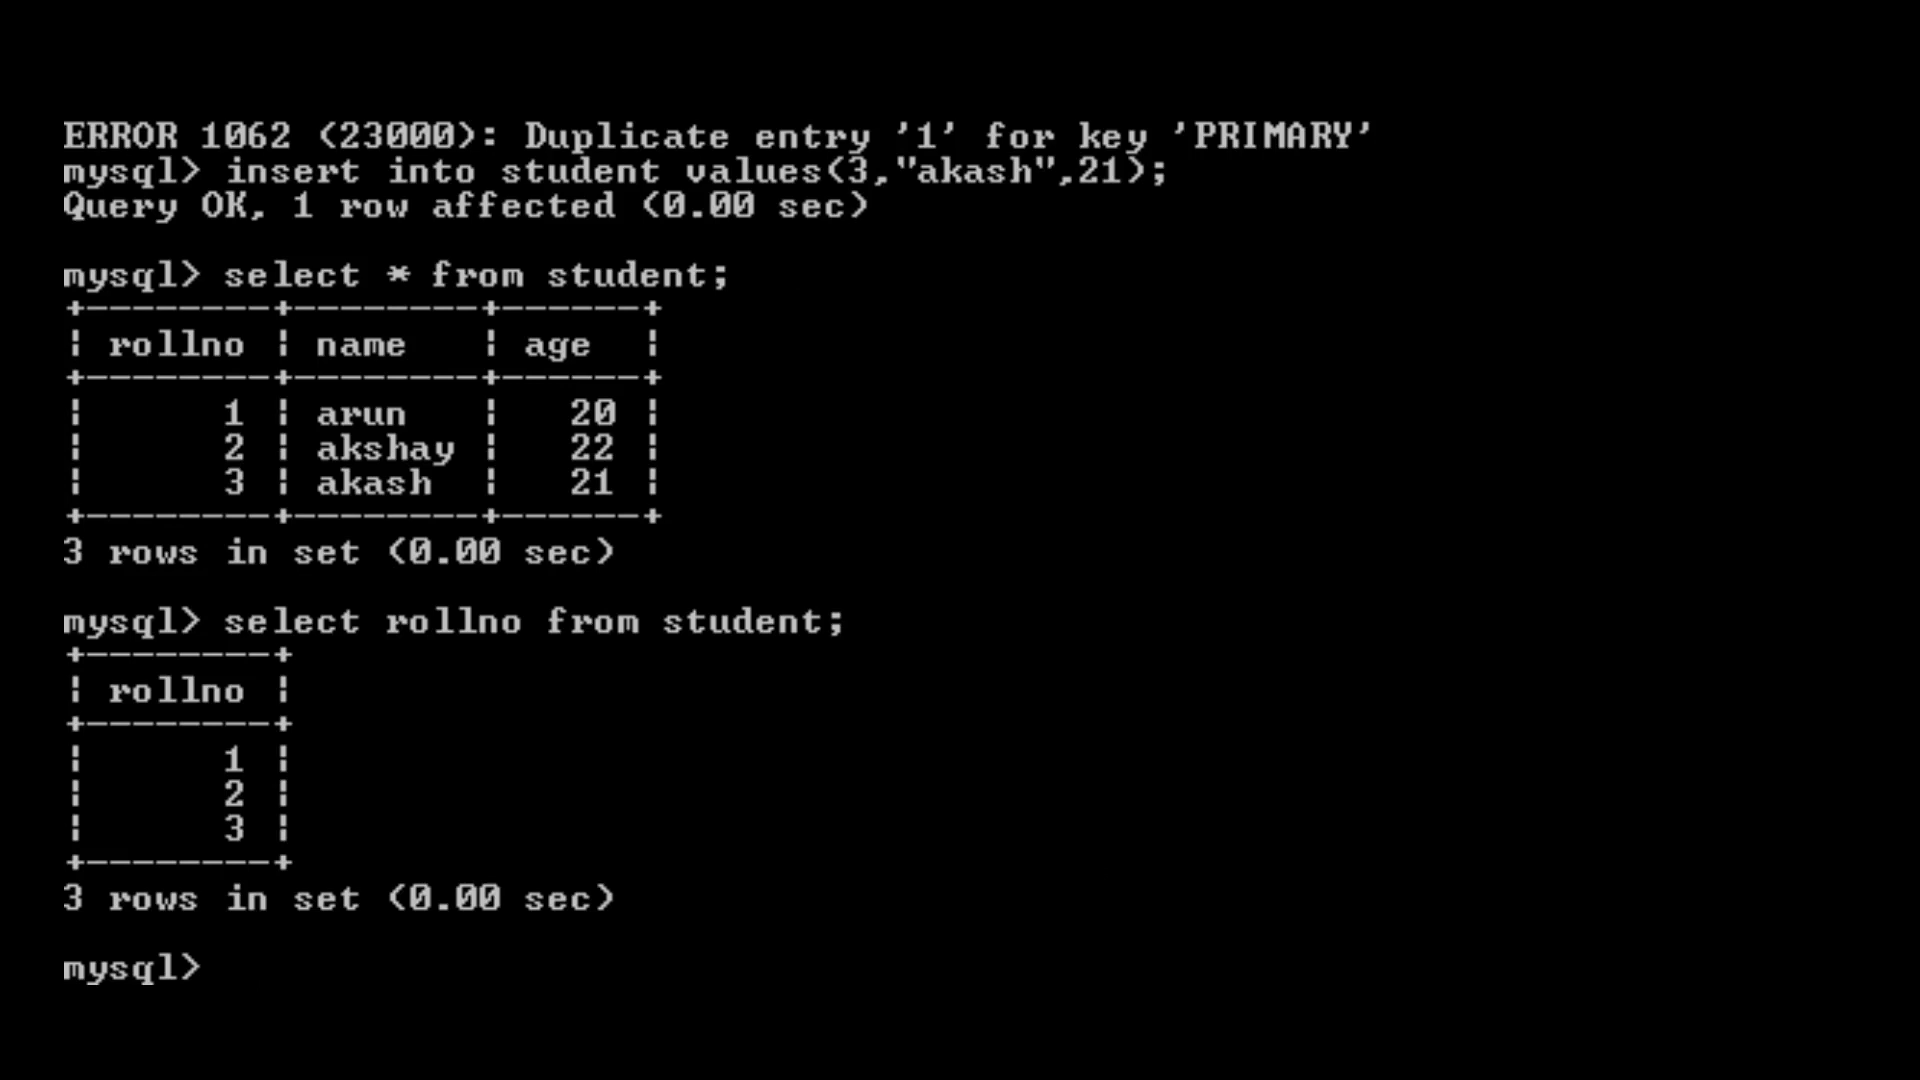 ERROR 1062 (23000): Duplicate entry '1' for key 'PRIMARY'
mysql> insert into student values(3,"akash",21);
Query OK, 1 row affected (0.00 sec)

mysql> select * from student;
+--------+--------+------+
| rollno | name   | age  |
+--------+--------+------+
|      1 | arun   |   20 |
|      2 | akshay |   22 |
|      3 | akash  |   21 |
+--------+--------+------+
3 rows in set (0.00 sec)

mysql> select rollno from student;
+--------+
| rollno |
+--------+
|      1 |
|      2 |
|      3 |
+--------+
3 rows in set (0.00 sec)

mysql>